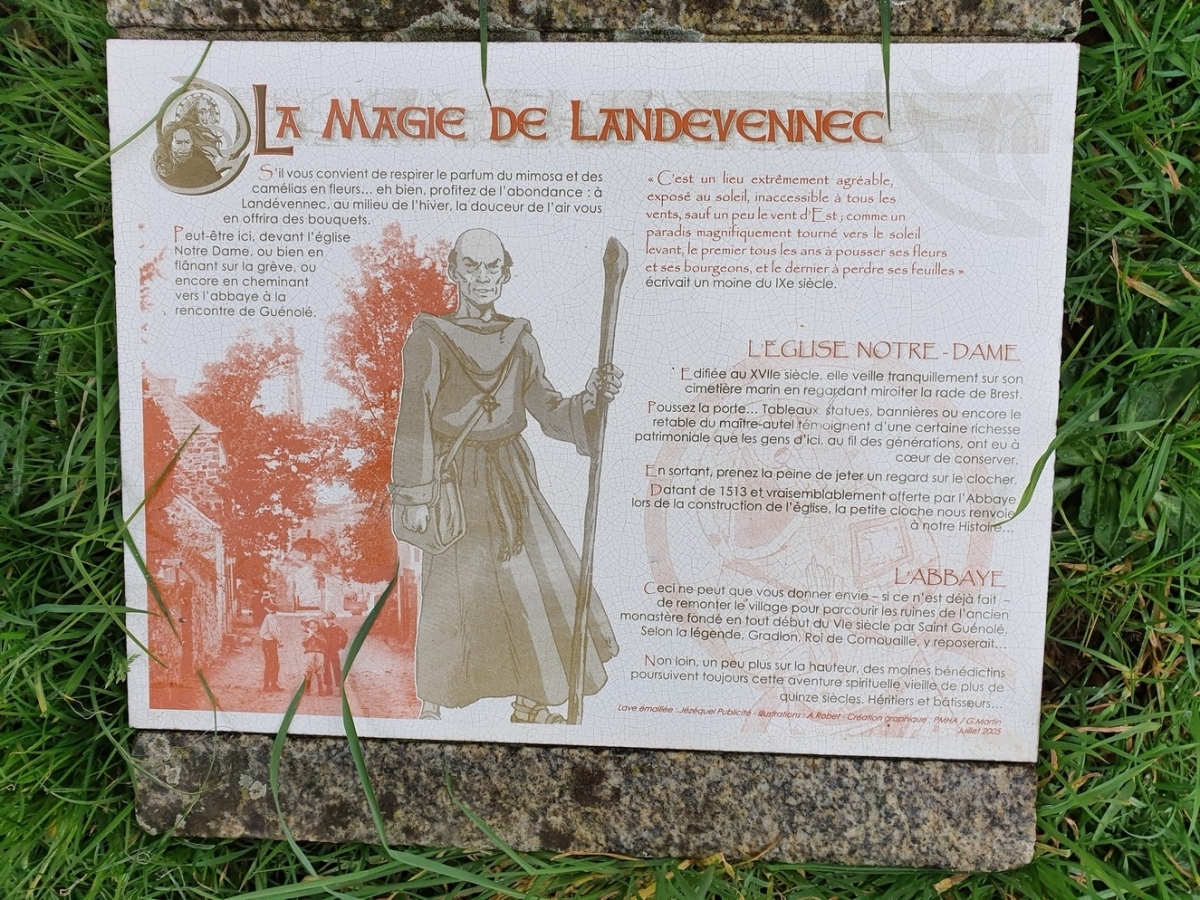 La Magie de Landevennec
S'il vous convient de respirer le parfum du mimosa et des
camélias en fleurs... eh bien, profitez de l'abondance : à
Landévennec, au milieu de l'hiver, la douceur de l'air vous
en offrira des bouquets.
Peut-être ici, devant l'église
Notre Dame, ou bien en
flânant sur la grève, ou
encore en cheminant
vers l'abbaye à la
rencontre de Guénolé.
« C'est un lieu extrêmement agréable,
exposé au soleil, inaccessible à tous les
vents, sauf un peu le vent d'Est ; comme un
paradis magnifiquement tourné vers le soleil
levant, le premier tous les ans à pousser ses fleurs
et ses bourgeons, et le dernier à perdre ses feuilles »
écrivait un moine du IXe siècle.
L'EGLISE NOTRE-DAME
Edifiée au XVIIe siècle, elle veille tranquillement sur son
cimetière marin en regardant miroiter la rade de Brest.
Poussez la porte... Tableaux, statues, bannières ou encore le
retable du maître-autel témoignent d'une certaine richesse
patrimoniale que les gens d'ici, au fil des générations, ont eu à
cœur de conserver.
En sortant, prenez la peine de jeter un regard sur le clocher.
Datant de 1513 et vraisemblablement offerte par l'Abbaye
lors de la construction de l'église, la petite cloche nous renvoie
à notre Histoire...
L'ABBAYE
Ceci ne peut que vous donner envie – si ce n'est déjà fait –
de remonter le village pour parcourir les ruines de l'ancien
monastère fondé en tout début du VIe siècle par Saint Guénolé.
Selon la légende, Gradlon, Roi de Cornouaille, y reposerait...
Non loin, un peu plus sur la hauteur, des moines bénédictins
poursuivent toujours cette aventure spirituelle vieille de plus de
quinze siècles. Héritiers et bâtisseurs...
Lave émaillée : Jézéquel Publicité - Illustrations : A.Robet - Création graphique : PMHA / G.Martin
Juillet 2005